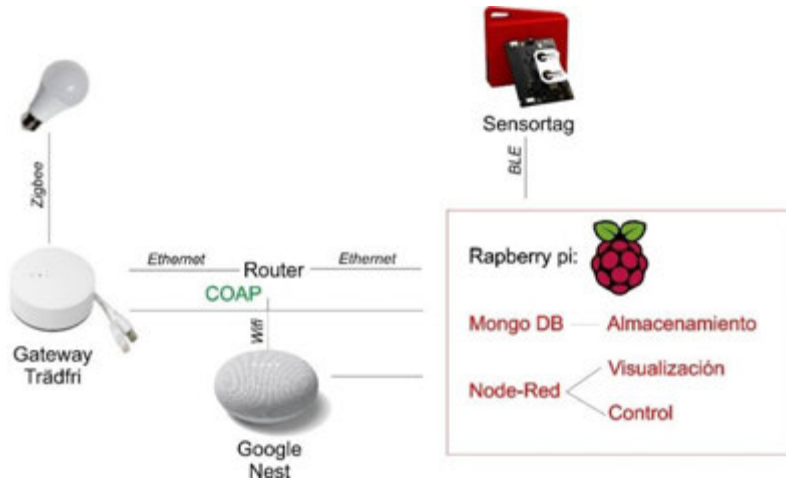 Sensortag
Zigbee
BLE
Ethernet
Router
Ethernet
COAP
Wifi
Gateway
Trädfri
Google
Nest
Rapberry pi:
Mongo DB
Almacenamiento
Node-Red
Visualización
Control